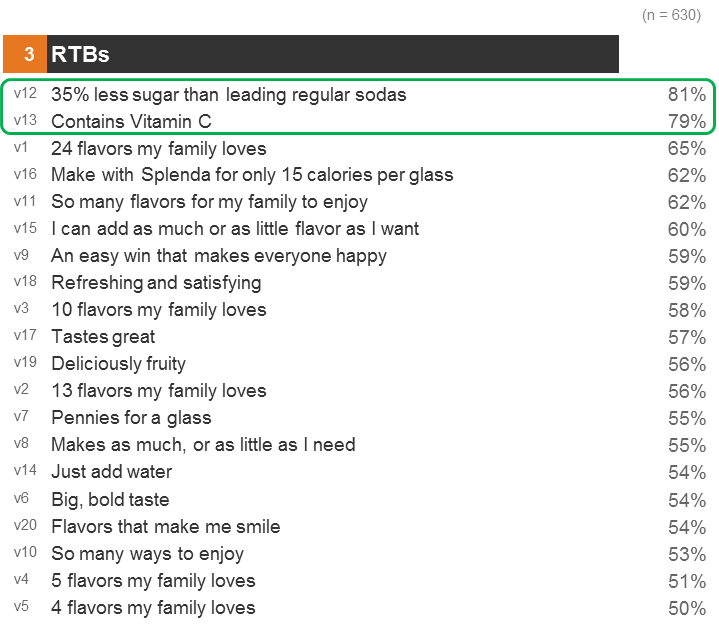 (n = 630)
3 RTBs
v12 35% less sugar than leading regular sodas 81%
v13 Contains Vitamin C 79%
v1 24 flavors my family loves 65%
v16 Make with Splenda for only 15 calories per glass 62%
v11 So many flavors for my family to enjoy 62%
v15 I can add as much or as little flavor as I want 60%
v9 An easy win that makes everyone happy 59%
v18 Refreshing and satisfying 59%
v3 10 flavors my family loves 58%
v17 Tastes great 57%
v19 Deliciously fruity 56%
v2 13 flavors my family loves 56%
v7 Pennies for a glass 55%
v8 Makes as much, or as little as I need 55%
v14 Just add water 54%
v6 Big, bold taste 54%
v20 Flavors that make me smile 54%
v10 So many ways to enjoy 53%
v4 5 flavors my family loves 51%
v5 4 flavors my family loves 50%